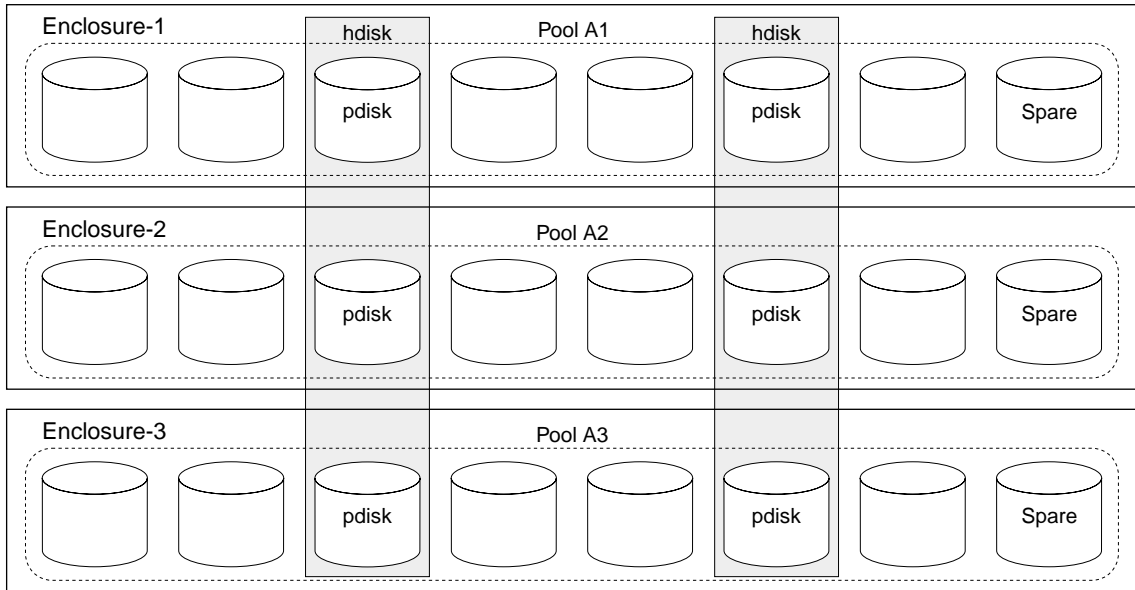 Enclosure-1
hdisk Pool A1 hdisk
pdisk pdisk Spare
Enclosure-2
Pool A2
pdisk pdisk Spare
Enclosure-3
Pool A3
pdisk pdisk Spare